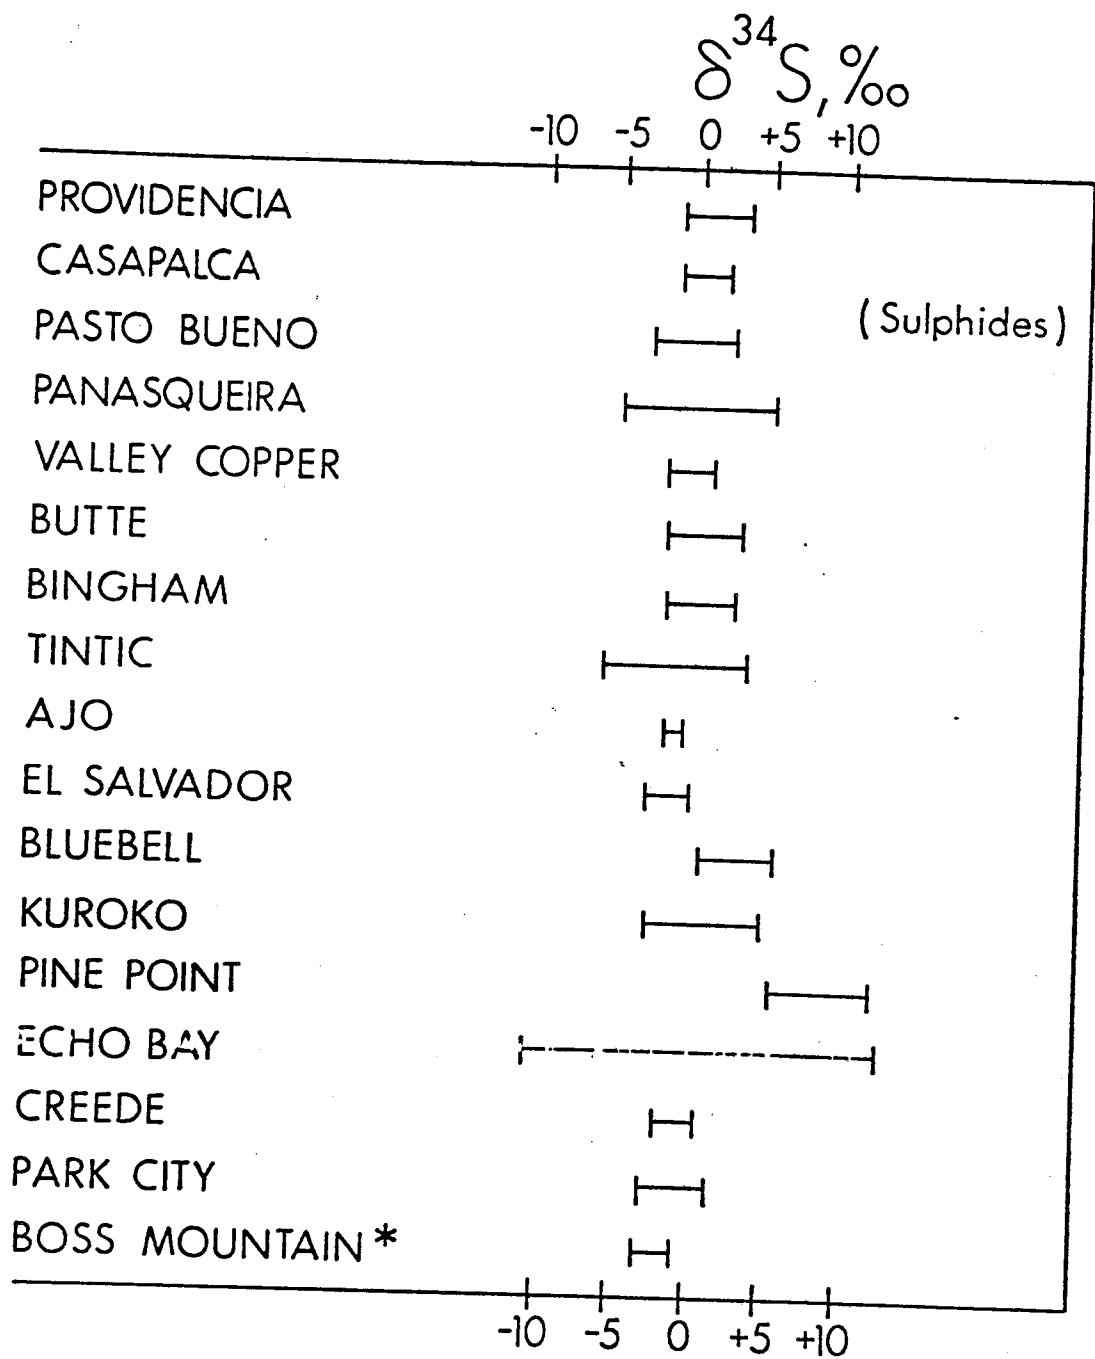 δ³⁴S,‰
-10 -5 0 +5 +10
PROVIDENCIA
CASAPALCA
(Sulphides)
PASTO BUENO
PANASQUEIRA
VALLEY COPPER
BUTTE
BINGHAM
TINTIC
AJO
EL SALVADOR
BLUEBELL
KUROKO
PINE POINT
ECHO BAY
CREEDE
PARK CITY
BOSS MOUNTAIN*
-10 -5 0 +5 +10